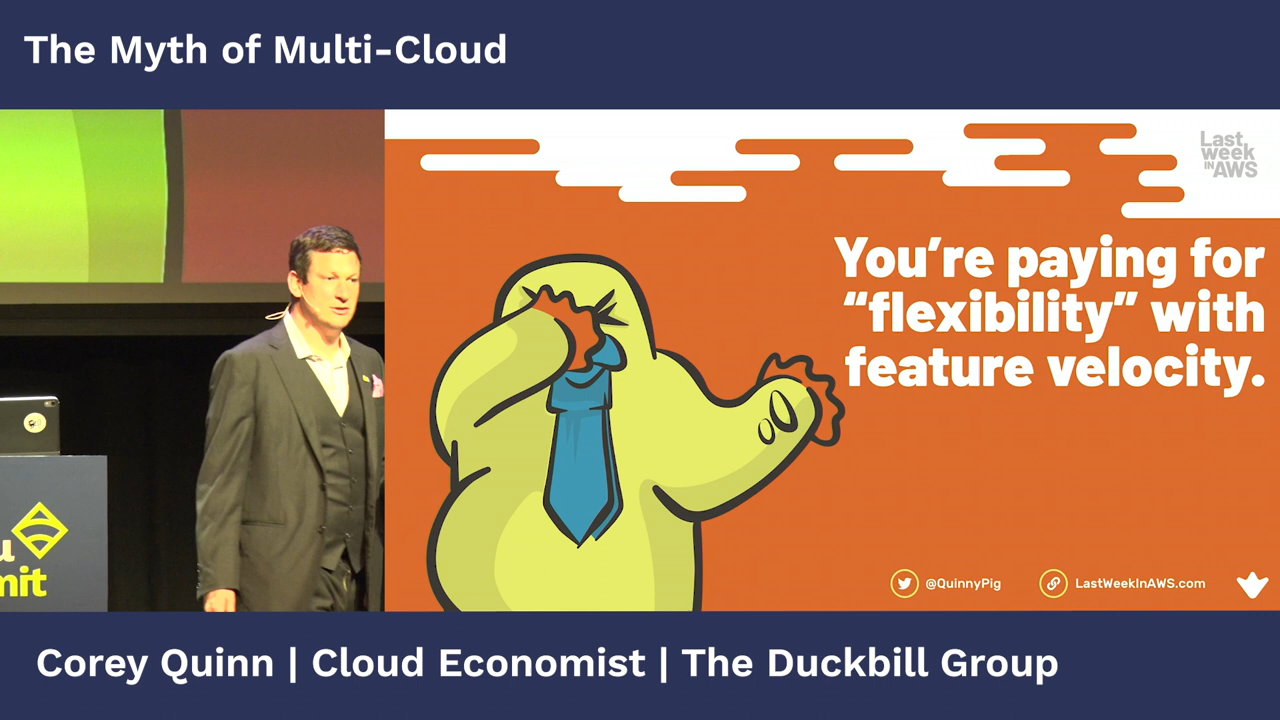 The Myth of Multi-Cloud
Last
week
IN AWS
You’re paying for
“flexibility” with
feature velocity.
@QuinnyPig
LastWeekInAWS.com
Corey Quinn | Cloud Economist | The Duckbill Group